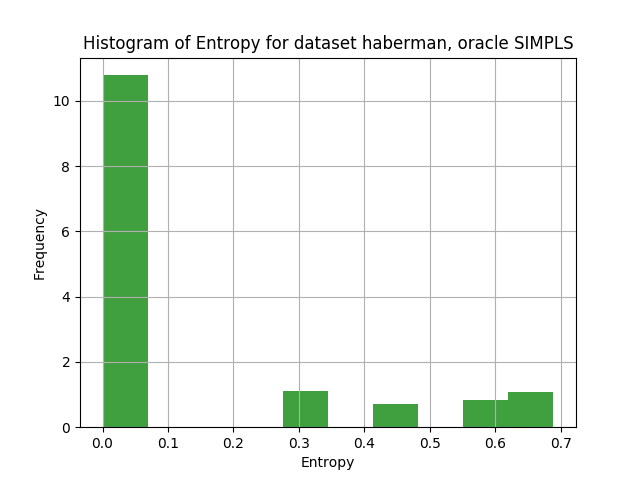 Histogram of Entropy for dataset haberman, oracle SIMPLS
10
8
6
4
2
0
Frequency
0.0 0.1 0.2 0.3 0.4 0.5 0.6 0.7
Entropy